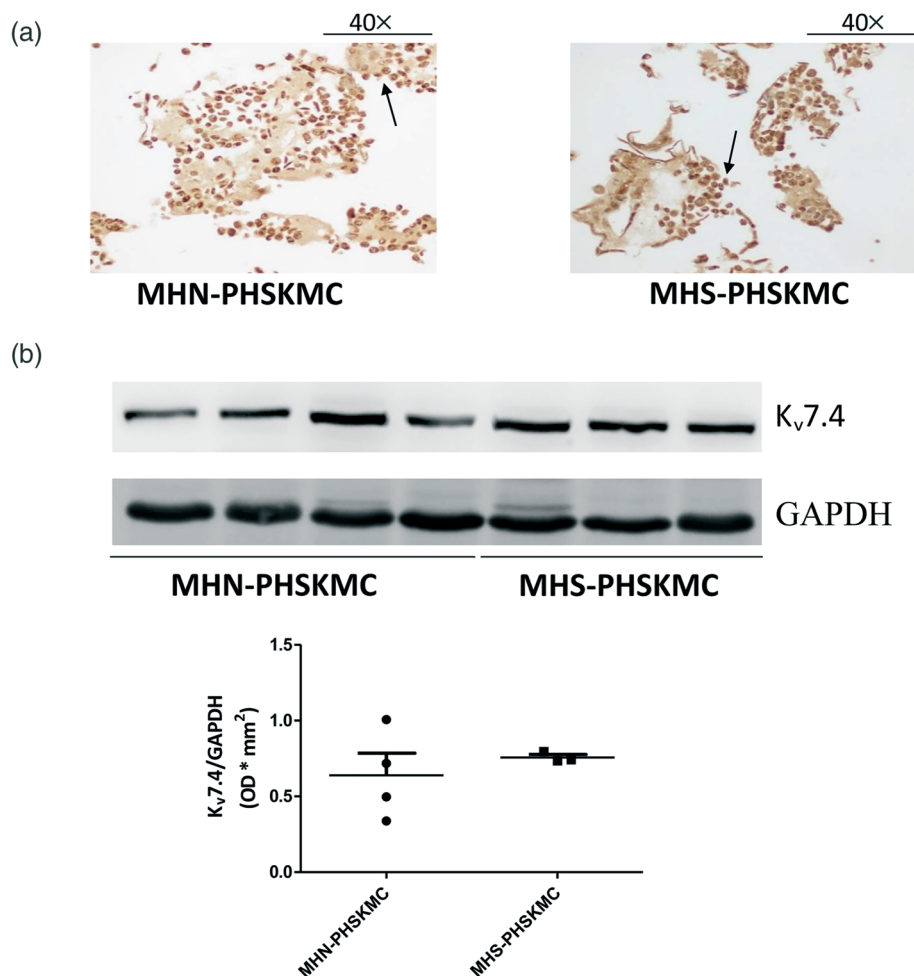 (a)
40×
40×
MHN-PHSKMC
MHS-PHSKMC
(b)
Kv7.4
GAPDH
MHN-PHSKMC
MHS-PHSKMC
Kv7.4/GAPDH
(OD * mm²)
1.5
1.0
0.5
0.0
MHN-PHSKMC
MHS-PHSKMC